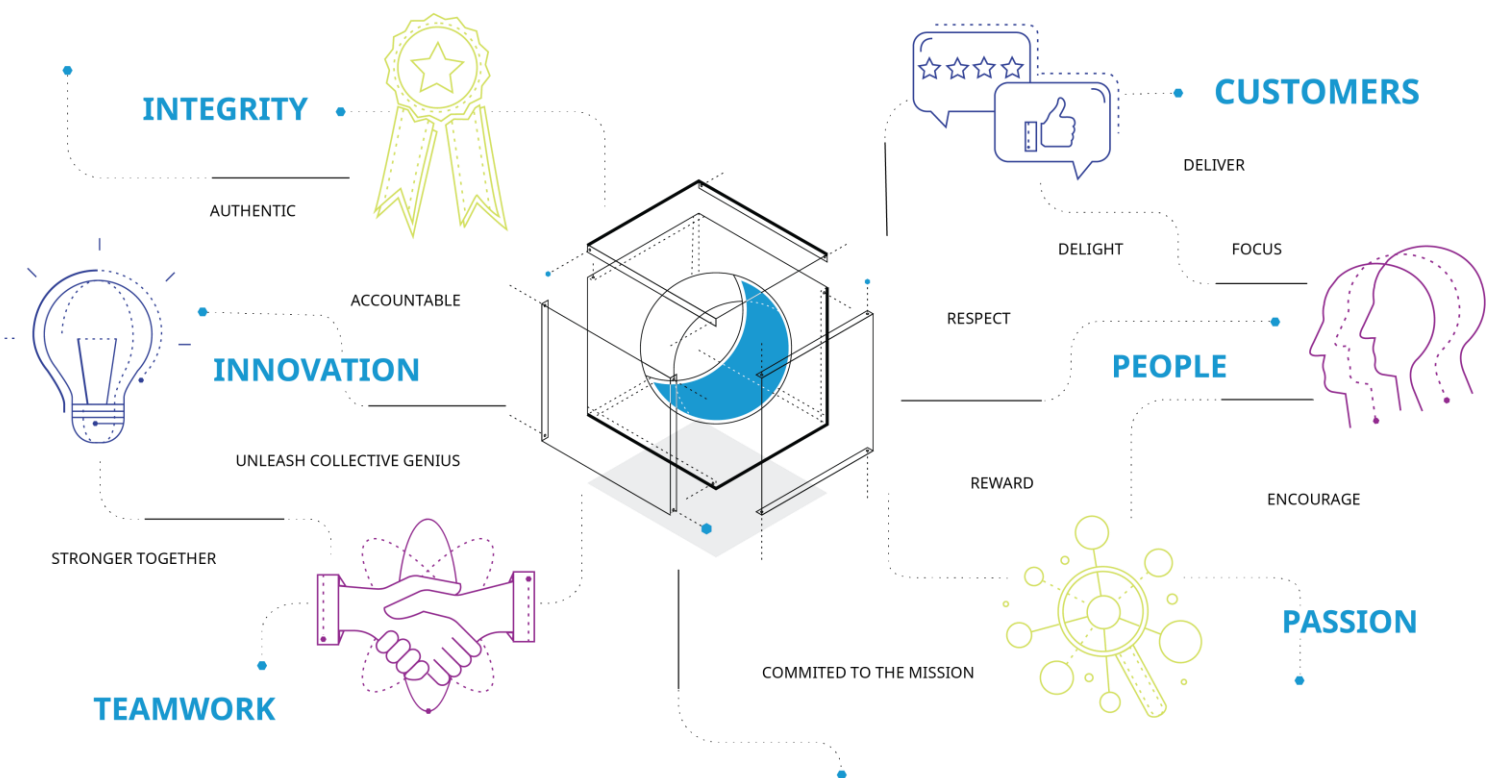 INTEGRITY
AUTHENTIC
ACCOUNTABLE
INNOVATION
UNLEASH COLLECTIVE GENIUS
STRONGER TOGETHER
TEAMWORK
CUSTOMERS
DELIVER
DELIGHT
FOCUS
RESPECT
PEOPLE
REWARD
ENCOURAGE
PASSION
COMMITED TO THE MISSION